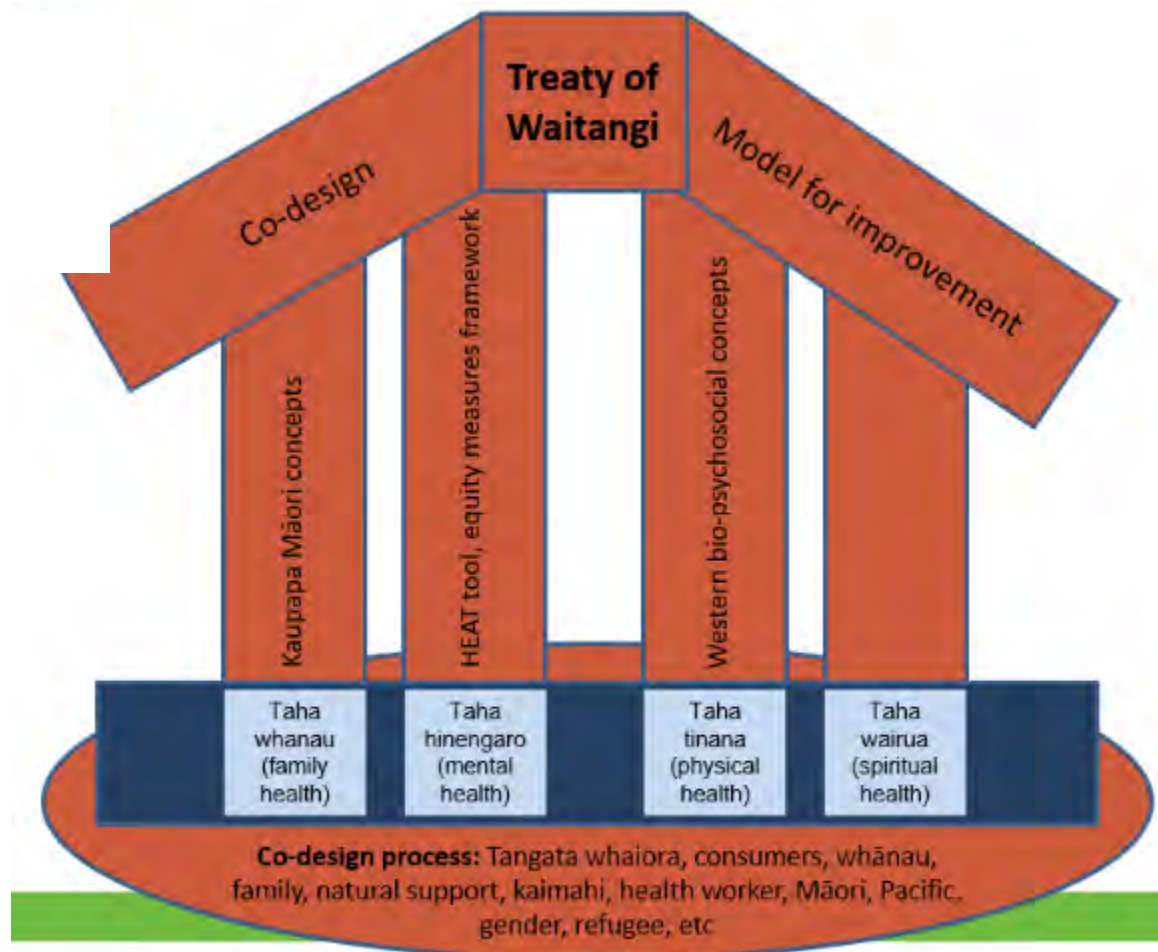 Treaty of
Waitangi
Co-design
Model for improvement
Kaupapa Māori concepts
HEAT tool, equity measures framework
Western bio-psychosocial concepts
Taha
whanau
(family
health)
Taha
hinengaro
(mental
health)
Taha
tinana
(physical
health)
Taha
wairua
(spiritual
health)
Co-design process: Tangata whaiora, consumers, whānau,
family, natural support, kaimahi, health worker, Māori, Pacific,
gender, refugee, etc